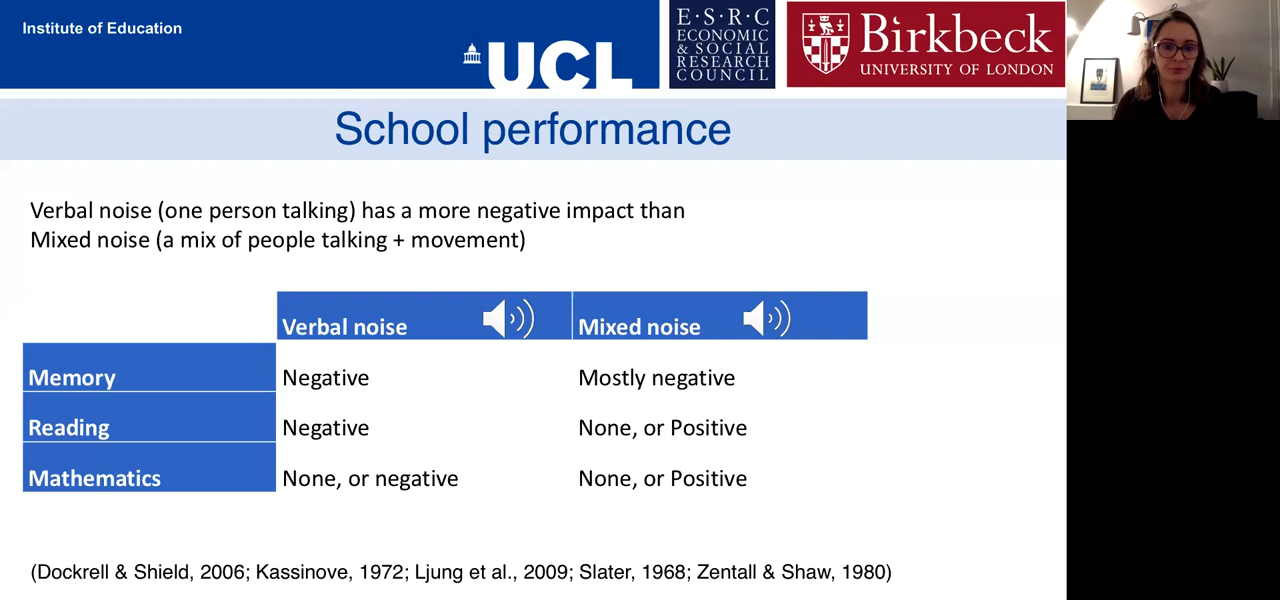 Institute of Education
UCL
E·S·R·C
ECONOMIC
& SOCIAL
RESEARCH
COUNCIL
Birkbeck
UNIVERSITY OF LONDON
School performance
Verbal noise (one person talking) has a more negative impact than
Mixed noise (a mix of people talking + movement)
Verbal noise Mixed noise
Memory Negative Mostly negative
Reading Negative None, or Positive
Mathematics None, or negative None, or Positive
(Dockrell & Shield, 2006; Kassinove, 1972; Ljung et al., 2009; Slater, 1968; Zentall & Shaw, 1980)